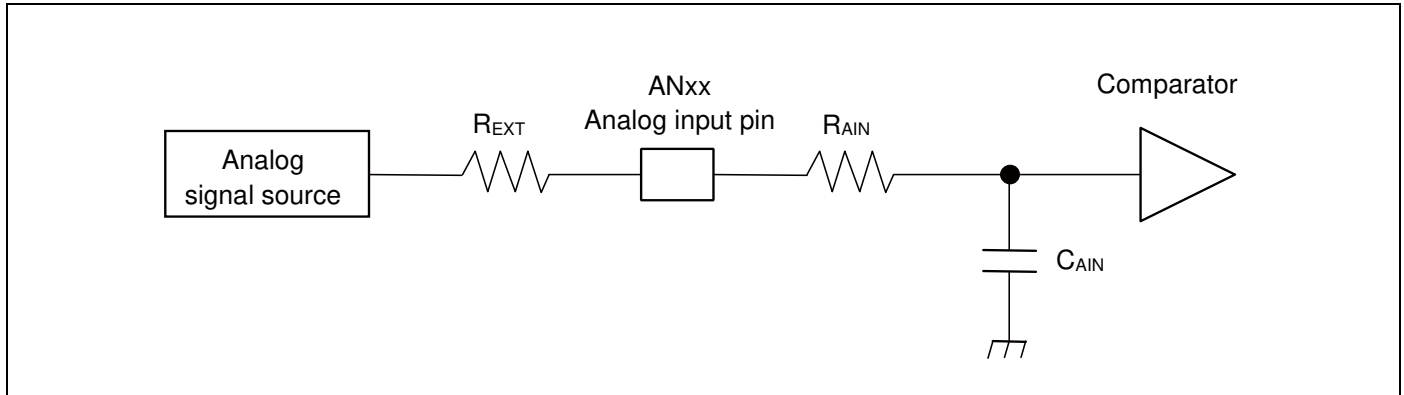 ANxx
Analog input pin
Comparator
REXT
RAIN
Analog
signal source
CAIN